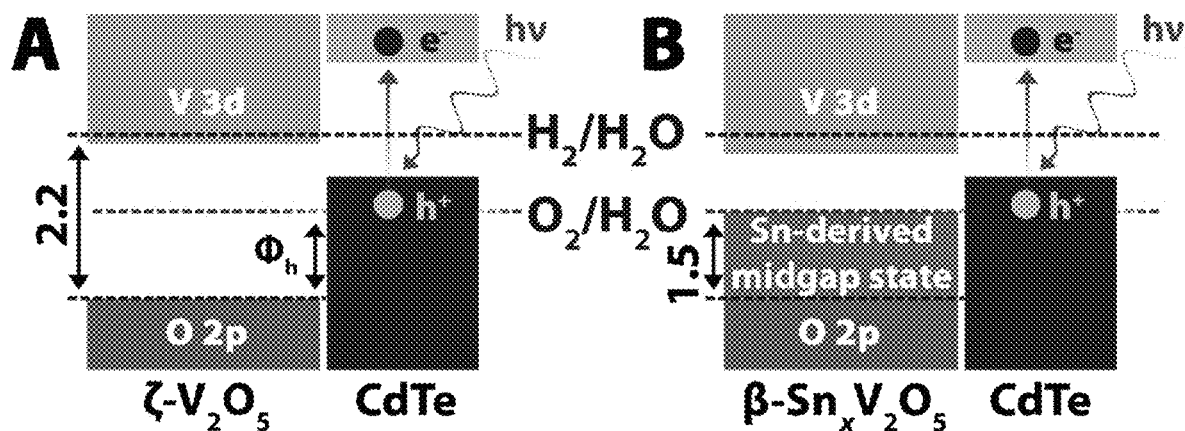 A
V 3d
e⁻
hν
H₂/H₂O
2.2
h⁺
O₂/H₂O
Φₕ
O 2p
ζ-V₂O₅
CdTe
B
V 3d
e⁻
hν
h⁺
Sn-derived
midgap state
1.5
O 2p
β-SnₓV₂O₅
CdTe